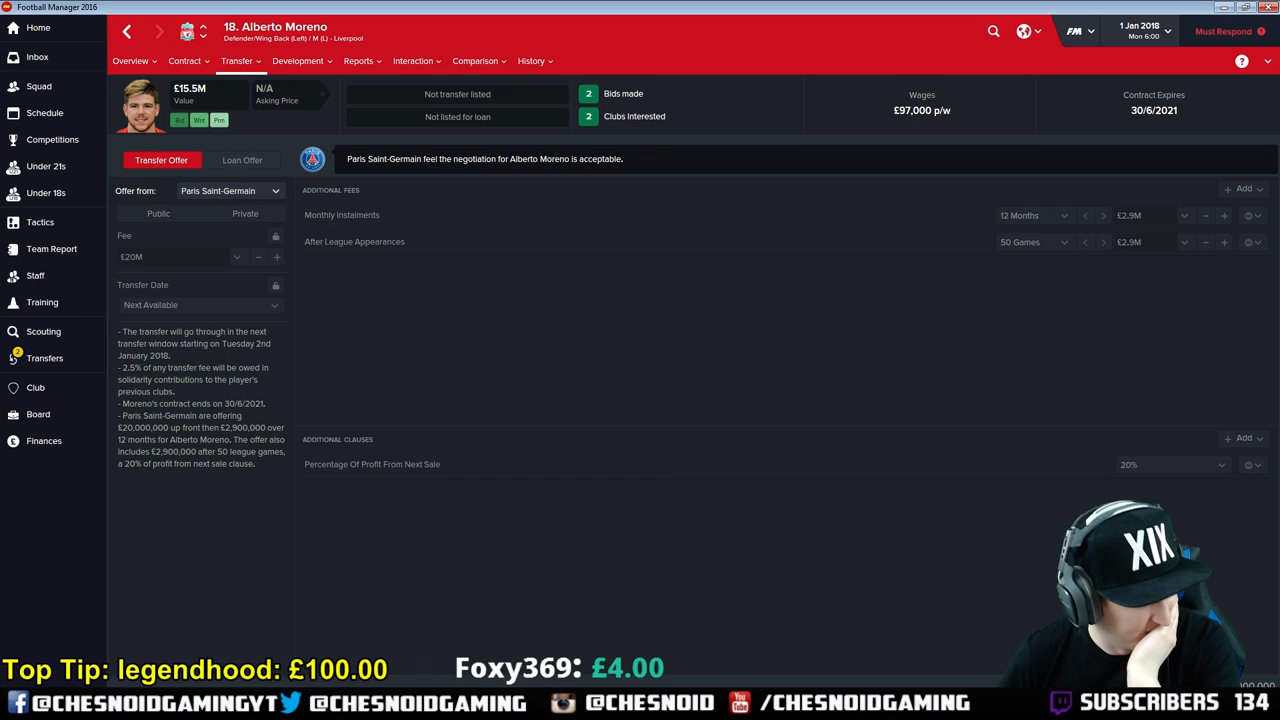 Football Manager 2016
Home
Inbox
Squad
Schedule
Competitions
Under 21s
Under 18s
Tactics
Team Report
Staff
Training
Scouting
2
Transfers
Club
Board
Finances
18. Alberto Moreno
Defender/Wing Back (Left) / M (L) - Liverpool
FM
1 Jan 2018
Mon 6:00
Must Respond
Overview
Contract
Transfer
Development
Reports
Interaction
Comparison
History
£15.5M
Value
N/A
Asking Price
Bid Wnt Prm
Not transfer listed
Not listed for loan
2 Bids made
2 Clubs Interested
Wages
£97,000 p/w
Contract Expires
30/6/2021
Transfer Offer
Loan Offer
Paris Saint-Germain feel the negotiation for Alberto Moreno is acceptable.
Offer from: Paris Saint-Germain
Public Private
Fee
£20M
Transfer Date
Next Available
- The transfer will go through in the next
transfer window starting on Tuesday 2nd
January 2018.
- 2.5% of any transfer fee will be owed in
solidarity contributions to the player's
previous clubs.
- Moreno's contract ends on 30/6/2021.
- Paris Saint-Germain are offering
£20,000,000 up front then £2,900,000 over
12 months for Alberto Moreno. The offer also
includes £2,900,000 after 50 league games,
a 20% of profit from next sale clause.
ADDITIONAL FEES
Add
Monthly Instalments 12 Months £2.9M
After League Appearances 50 Games £2.9M
ADDITIONAL CLAUSES
Add
Percentage Of Profit From Next Sale 20%
XIX
Top Tip: legendhood: £100.00
Foxy369: £4.00
@CHESNOIDGAMINGYT
@CHESNOIDGAMING
@CHESNOIDGAMING
/CHESNOIDGAMING
SUBSCRIBERS 134